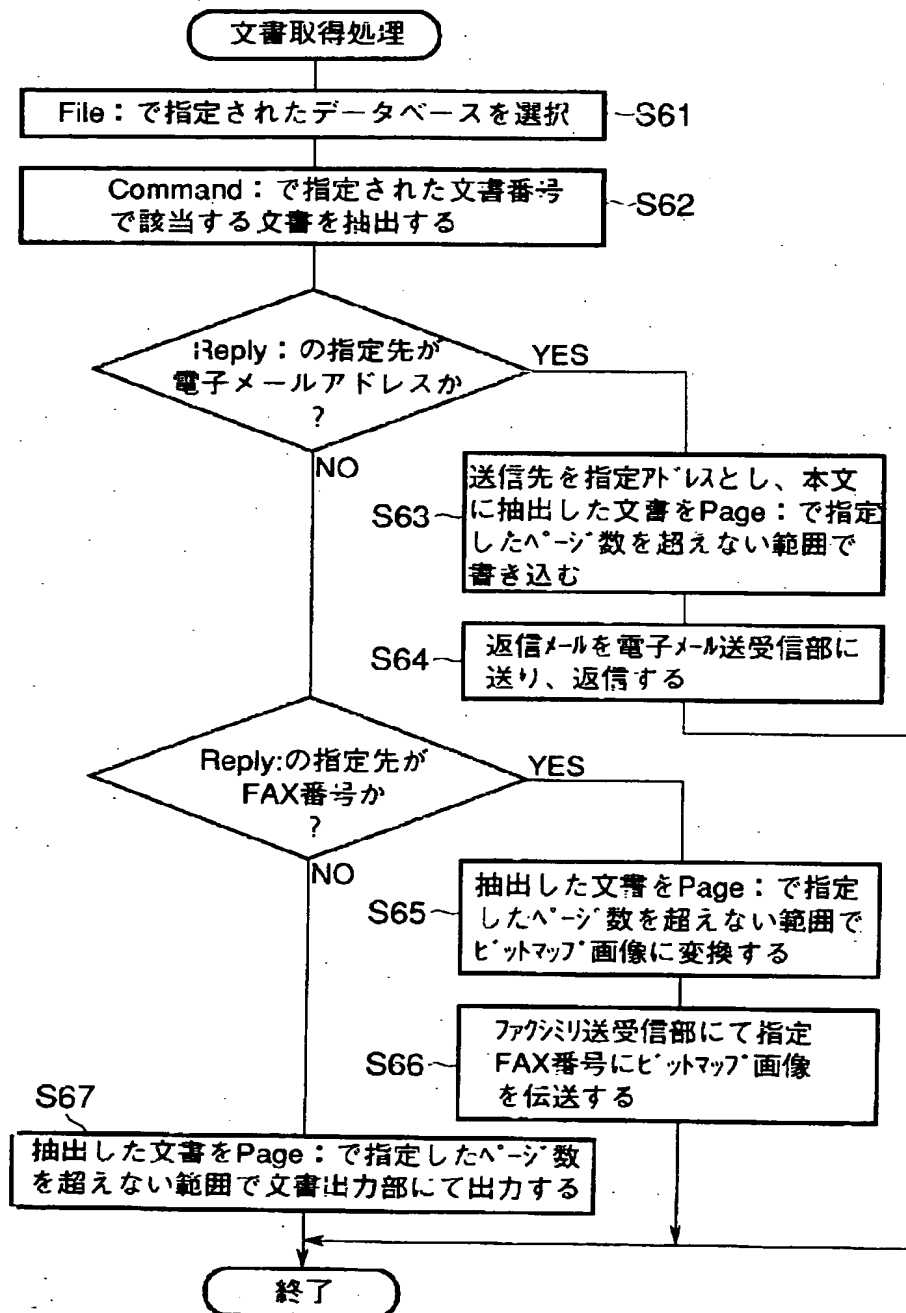 文書取得処理
File：で指定されたデータベースを選択
S61
Command：で指定された文書番号
で該当する文書を抽出する
S62
Reply：の指定先が
電子メールアドレスか
?
YES
NO
送信先を指定ｱﾄﾞﾚｽとし、本文
に抽出した文書をPage：で指定
したﾍﾟｰｼﾞ数を超えない範囲で
書き込む
S63
返信ﾒｰﾙを電子ﾒｰﾙ送受信部に
送り、返信する
S64
Reply:の指定先が
FAX番号か
?
YES
NO
抽出した文書をPage：で指定
したﾍﾟｰｼﾞ数を超えない範囲で
ﾋﾞｯﾄﾏｯﾌﾟ画像に変換する
S65
ﾌｧｸｼﾐﾘ送受信部にて指定
FAX番号にﾋﾞｯﾄﾏｯﾌﾟ画像
を伝送する
S66
S67
抽出した文書をPage：で指定したﾍﾟｰｼﾞ数
を超えない範囲で文書出力部にて出力する
終了